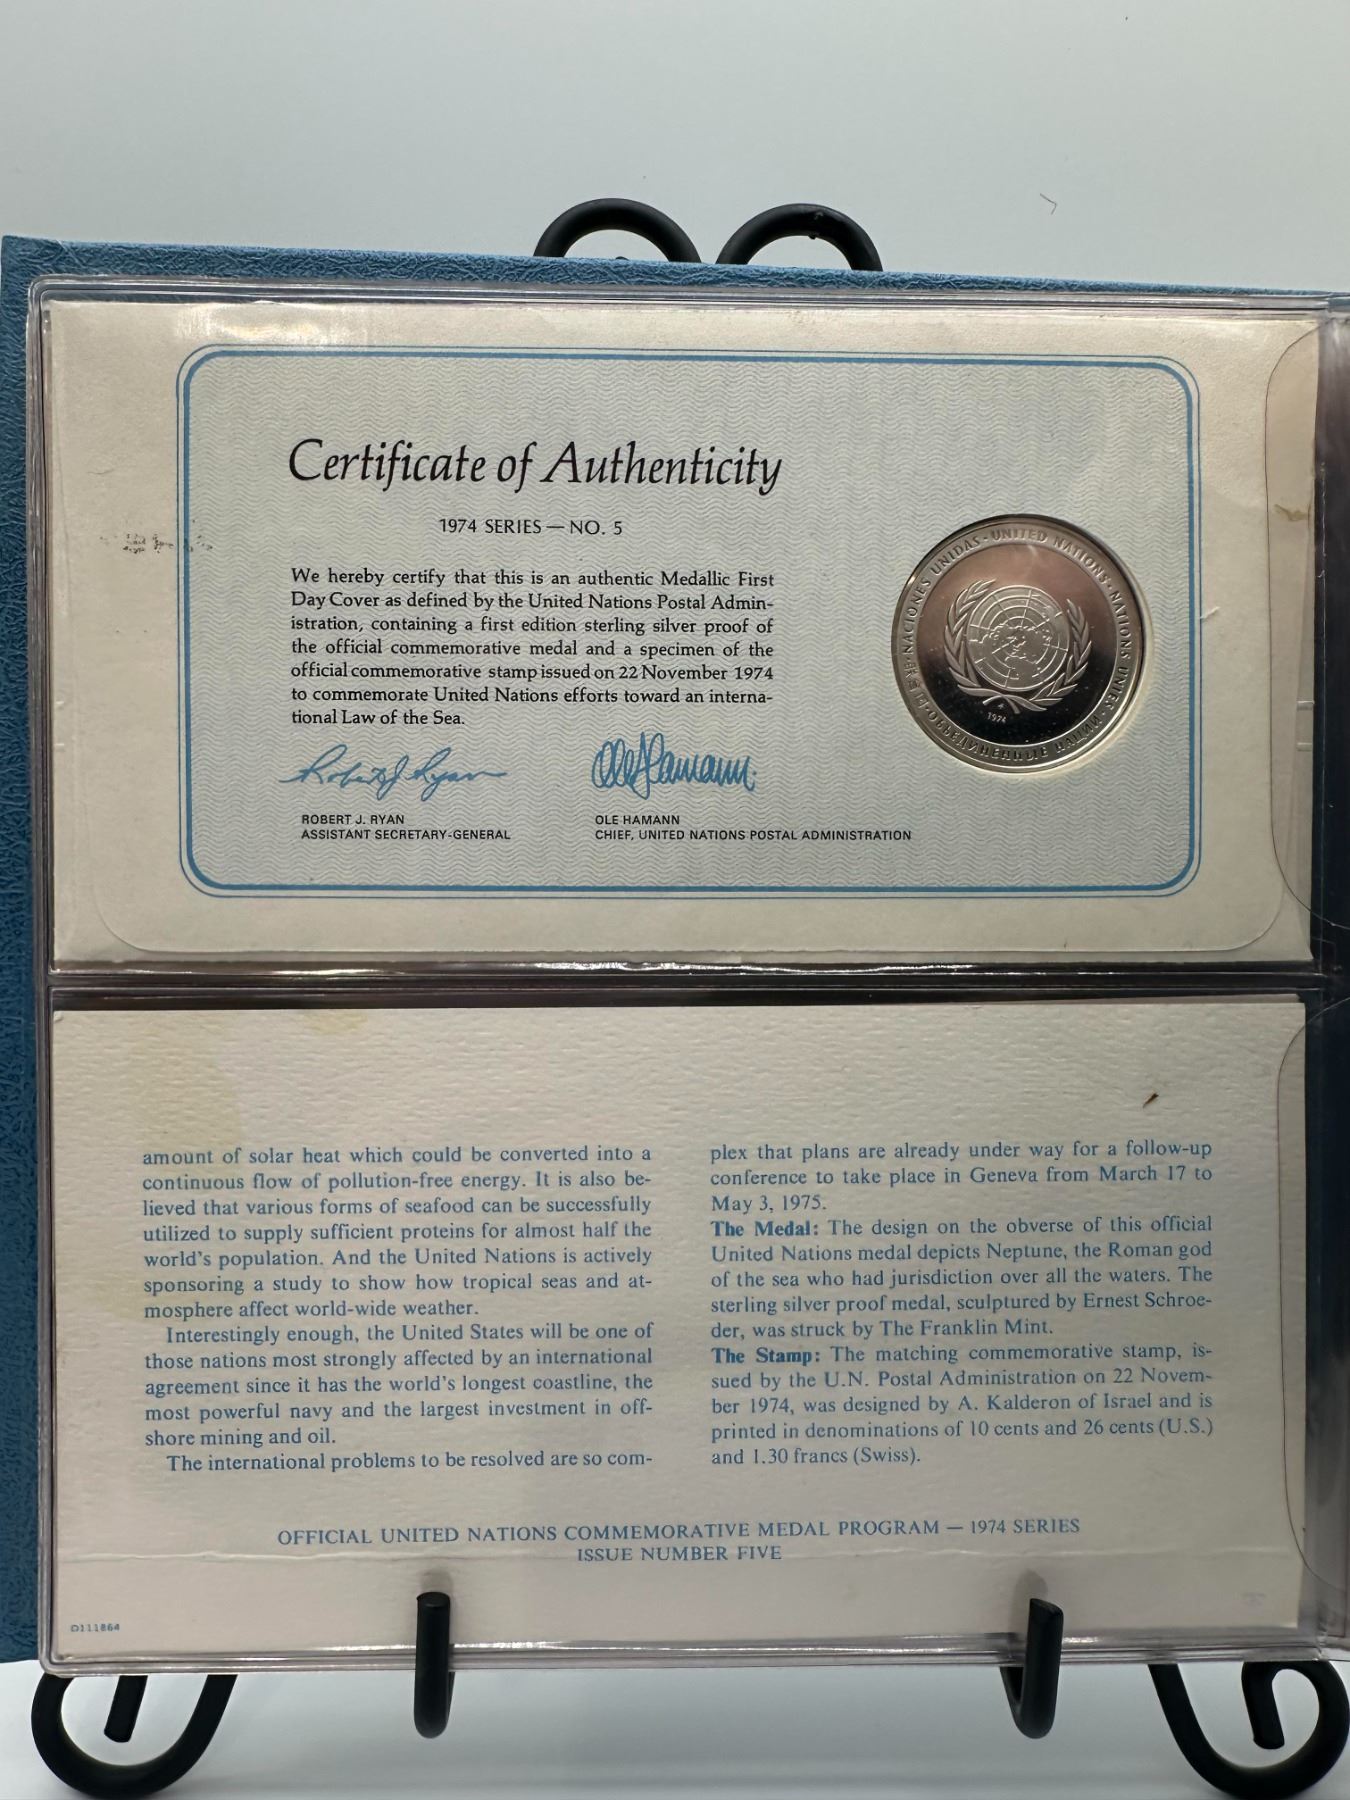 Certificate of Authenticity
1974 SERIES — NO. 5
We hereby certify that this is an authentic Medallic First
Day Cover as defined by the United Nations Postal Admin-
istration, containing a first edition sterling silver proof of
the official commemorative medal and a specimen of the
official commemorative stamp issued on 22 November 1974
to commemorate United Nations efforts toward an interna-
tional Law of the Sea.
Robert J. Ryan
Ole Hamann
ROBERT J. RYAN
ASSISTANT SECRETARY-GENERAL
OLE HAMANN
CHIEF, UNITED NATIONS POSTAL ADMINISTRATION
NACIONES UNIDAS · UNITED NATIONS · NATIONS UNIES · ОБЪЕДИНЕННЫЕ НАЦИИ ·
1974
amount of solar heat which could be converted into a
continuous flow of pollution-free energy. It is also be-
lieved that various forms of seafood can be successfully
utilized to supply sufficient proteins for almost half the
world's population. And the United Nations is actively
sponsoring a study to show how tropical seas and at-
mosphere affect world-wide weather.
Interestingly enough, the United States will be one of
those nations most strongly affected by an international
agreement since it has the world's longest coastline, the
most powerful navy and the largest investment in off-
shore mining and oil.
The international problems to be resolved are so com-
plex that plans are already under way for a follow-up
conference to take place in Geneva from March 17 to
May 3, 1975.
The Medal: The design on the obverse of this official
United Nations medal depicts Neptune, the Roman god
of the sea who had jurisdiction over all the waters. The
sterling silver proof medal, sculptured by Ernest Schroe-
der, was struck by The Franklin Mint.
The Stamp: The matching commemorative stamp, is-
sued by the U.N. Postal Administration on 22 Novem-
ber 1974, was designed by A. Kalderon of Israel and is
printed in denominations of 10 cents and 26 cents (U.S.)
and 1.30 francs (Swiss).
OFFICIAL UNITED NATIONS COMMEMORATIVE MEDAL PROGRAM — 1974 SERIES
ISSUE NUMBER FIVE
D111864